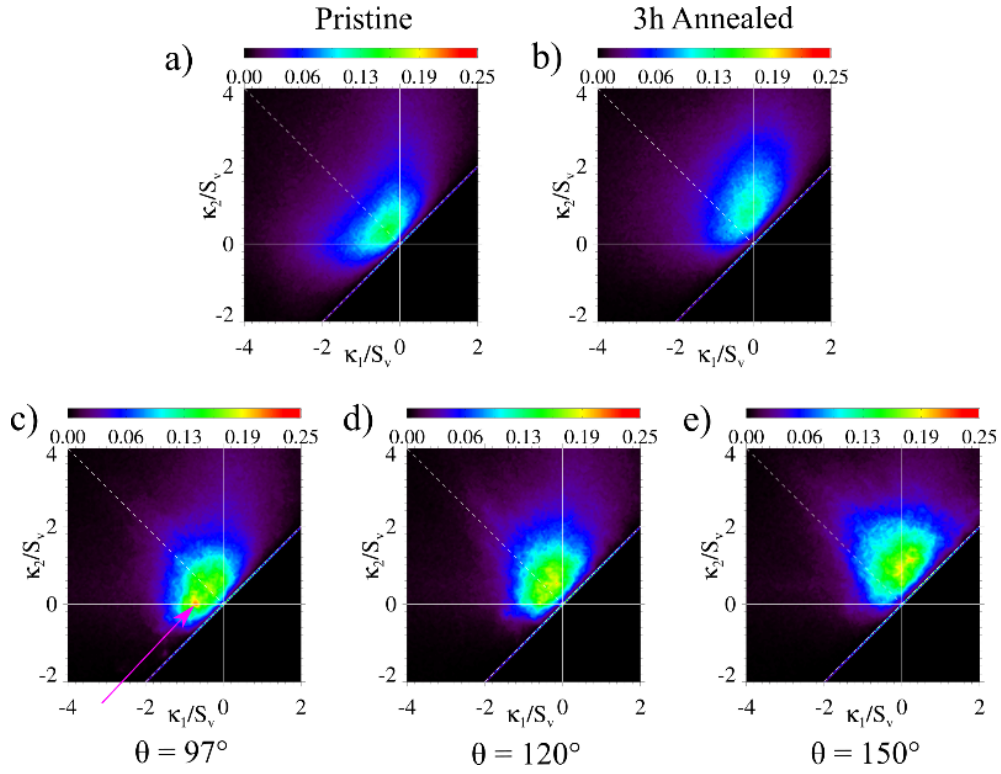 Pristine 3h Annealed
a) b)
0.00 0.06 0.13 0.19 0.25 0.00 0.06 0.13 0.19 0.25
4 4
2 2
κ2/Sv κ2/Sv
0 0
-2 -2
-4 -2 0 2 -4 -2 0 2
κ1/Sv κ1/Sv
c) d) e)
0.00 0.06 0.13 0.19 0.25 0.00 0.06 0.13 0.19 0.25 0.00 0.06 0.13 0.19 0.25
4 4 4
2 2 2
κ2/Sv κ2/Sv κ2/Sv
0 0 0
-2 -2 -2
-4 -2 0 2 -4 -2 0 2 -4 -2 0 2
κ1/Sv κ1/Sv κ1/Sv
θ = 97° θ = 120° θ = 150°